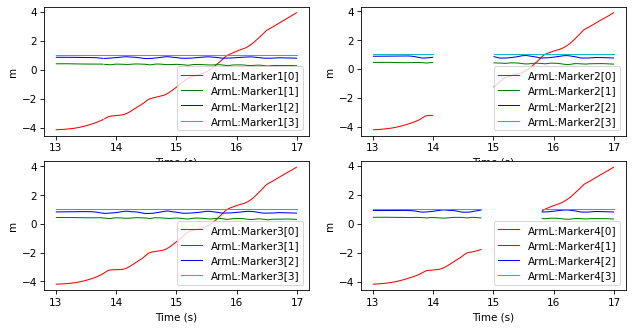 4
2
0
−2
−4
m
13
14
15
16
17
Time (s)
ArmL:Marker1[0]
ArmL:Marker1[1]
ArmL:Marker1[2]
ArmL:Marker1[3]
4
2
0
−2
−4
m
13
14
15
16
17
Time (s)
ArmL:Marker2[0]
ArmL:Marker2[1]
ArmL:Marker2[2]
ArmL:Marker2[3]
4
2
0
−2
−4
m
13
14
15
16
17
Time (s)
ArmL:Marker3[0]
ArmL:Marker3[1]
ArmL:Marker3[2]
ArmL:Marker3[3]
4
2
0
−2
−4
m
13
14
15
16
17
Time (s)
ArmL:Marker4[0]
ArmL:Marker4[1]
ArmL:Marker4[2]
ArmL:Marker4[3]